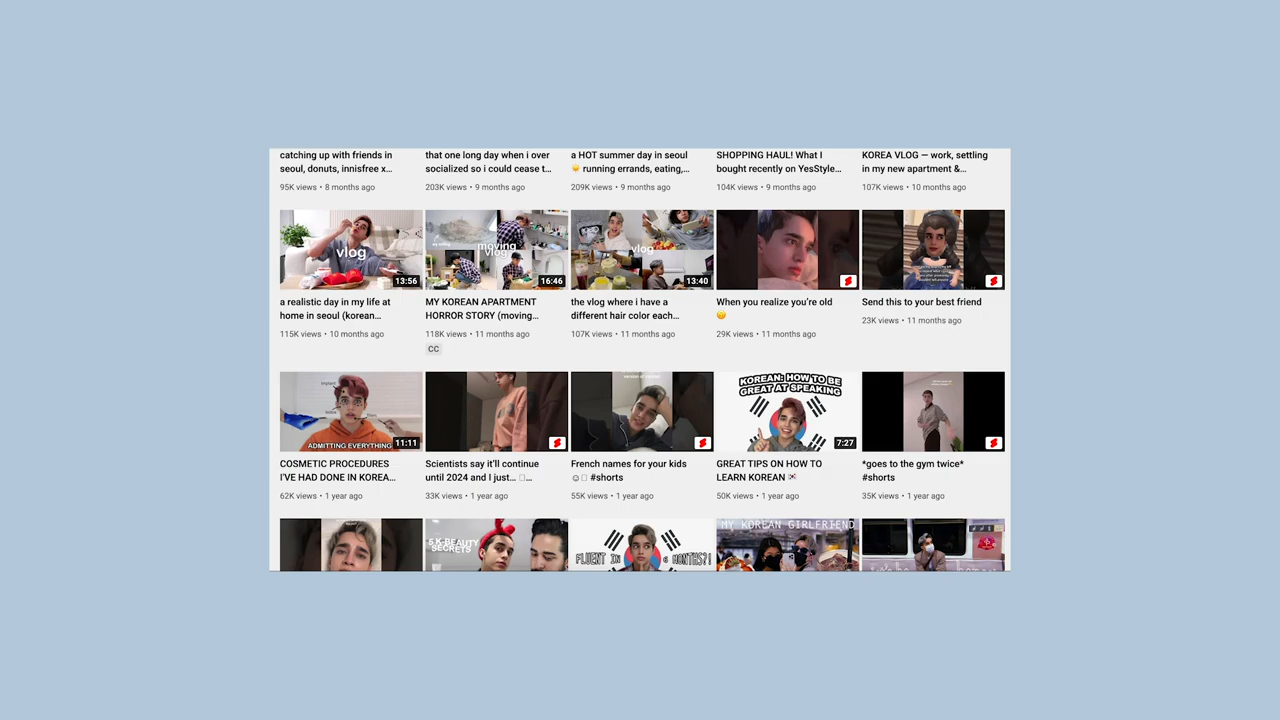 catching up with friends in
seoul, donuts, innisfree x...
95K views • 8 months ago
that one long day when i over
socialized so i could cease t...
203K views • 9 months ago
a HOT summer day in seoul
running errands, eating,...
209K views • 9 months ago
SHOPPING HAUL! What I
bought recently on YesStyle...
104K views • 9 months ago
KOREA VLOG — work, settling
in my new apartment &...
107K views • 10 months ago
vlog
13:56
moving
vlog
16:46
vlog
13:40
a realistic day in my life at
home in seoul (korean...
115K views • 10 months ago
MY KOREAN APARTMENT
HORROR STORY (moving...
118K views • 11 months ago
CC
the vlog where i have a
different hair color each...
107K views • 11 months ago
When you realize you're old
29K views • 11 months ago
Send this to your best friend
23K views • 11 months ago
ADMITTING EVERYTHING
11:11
KOREAN: HOW TO BE
GREAT AT SPEAKING
7:27
COSMETIC PROCEDURES
I'VE HAD DONE IN KOREA...
62K views • 1 year ago
Scientists say it'll continue
until 2024 and I just...
33K views • 1 year ago
French names for your kids
#shorts
55K views • 1 year ago
GREAT TIPS ON HOW TO
LEARN KOREAN
50K views • 1 year ago
*goes to the gym twice*
#shorts
35K views • 1 year ago
5 K-BEAUTY
SECRETS
FLUENT IN 6 MONTHS?!
MY KOREAN GIRLFRIEND